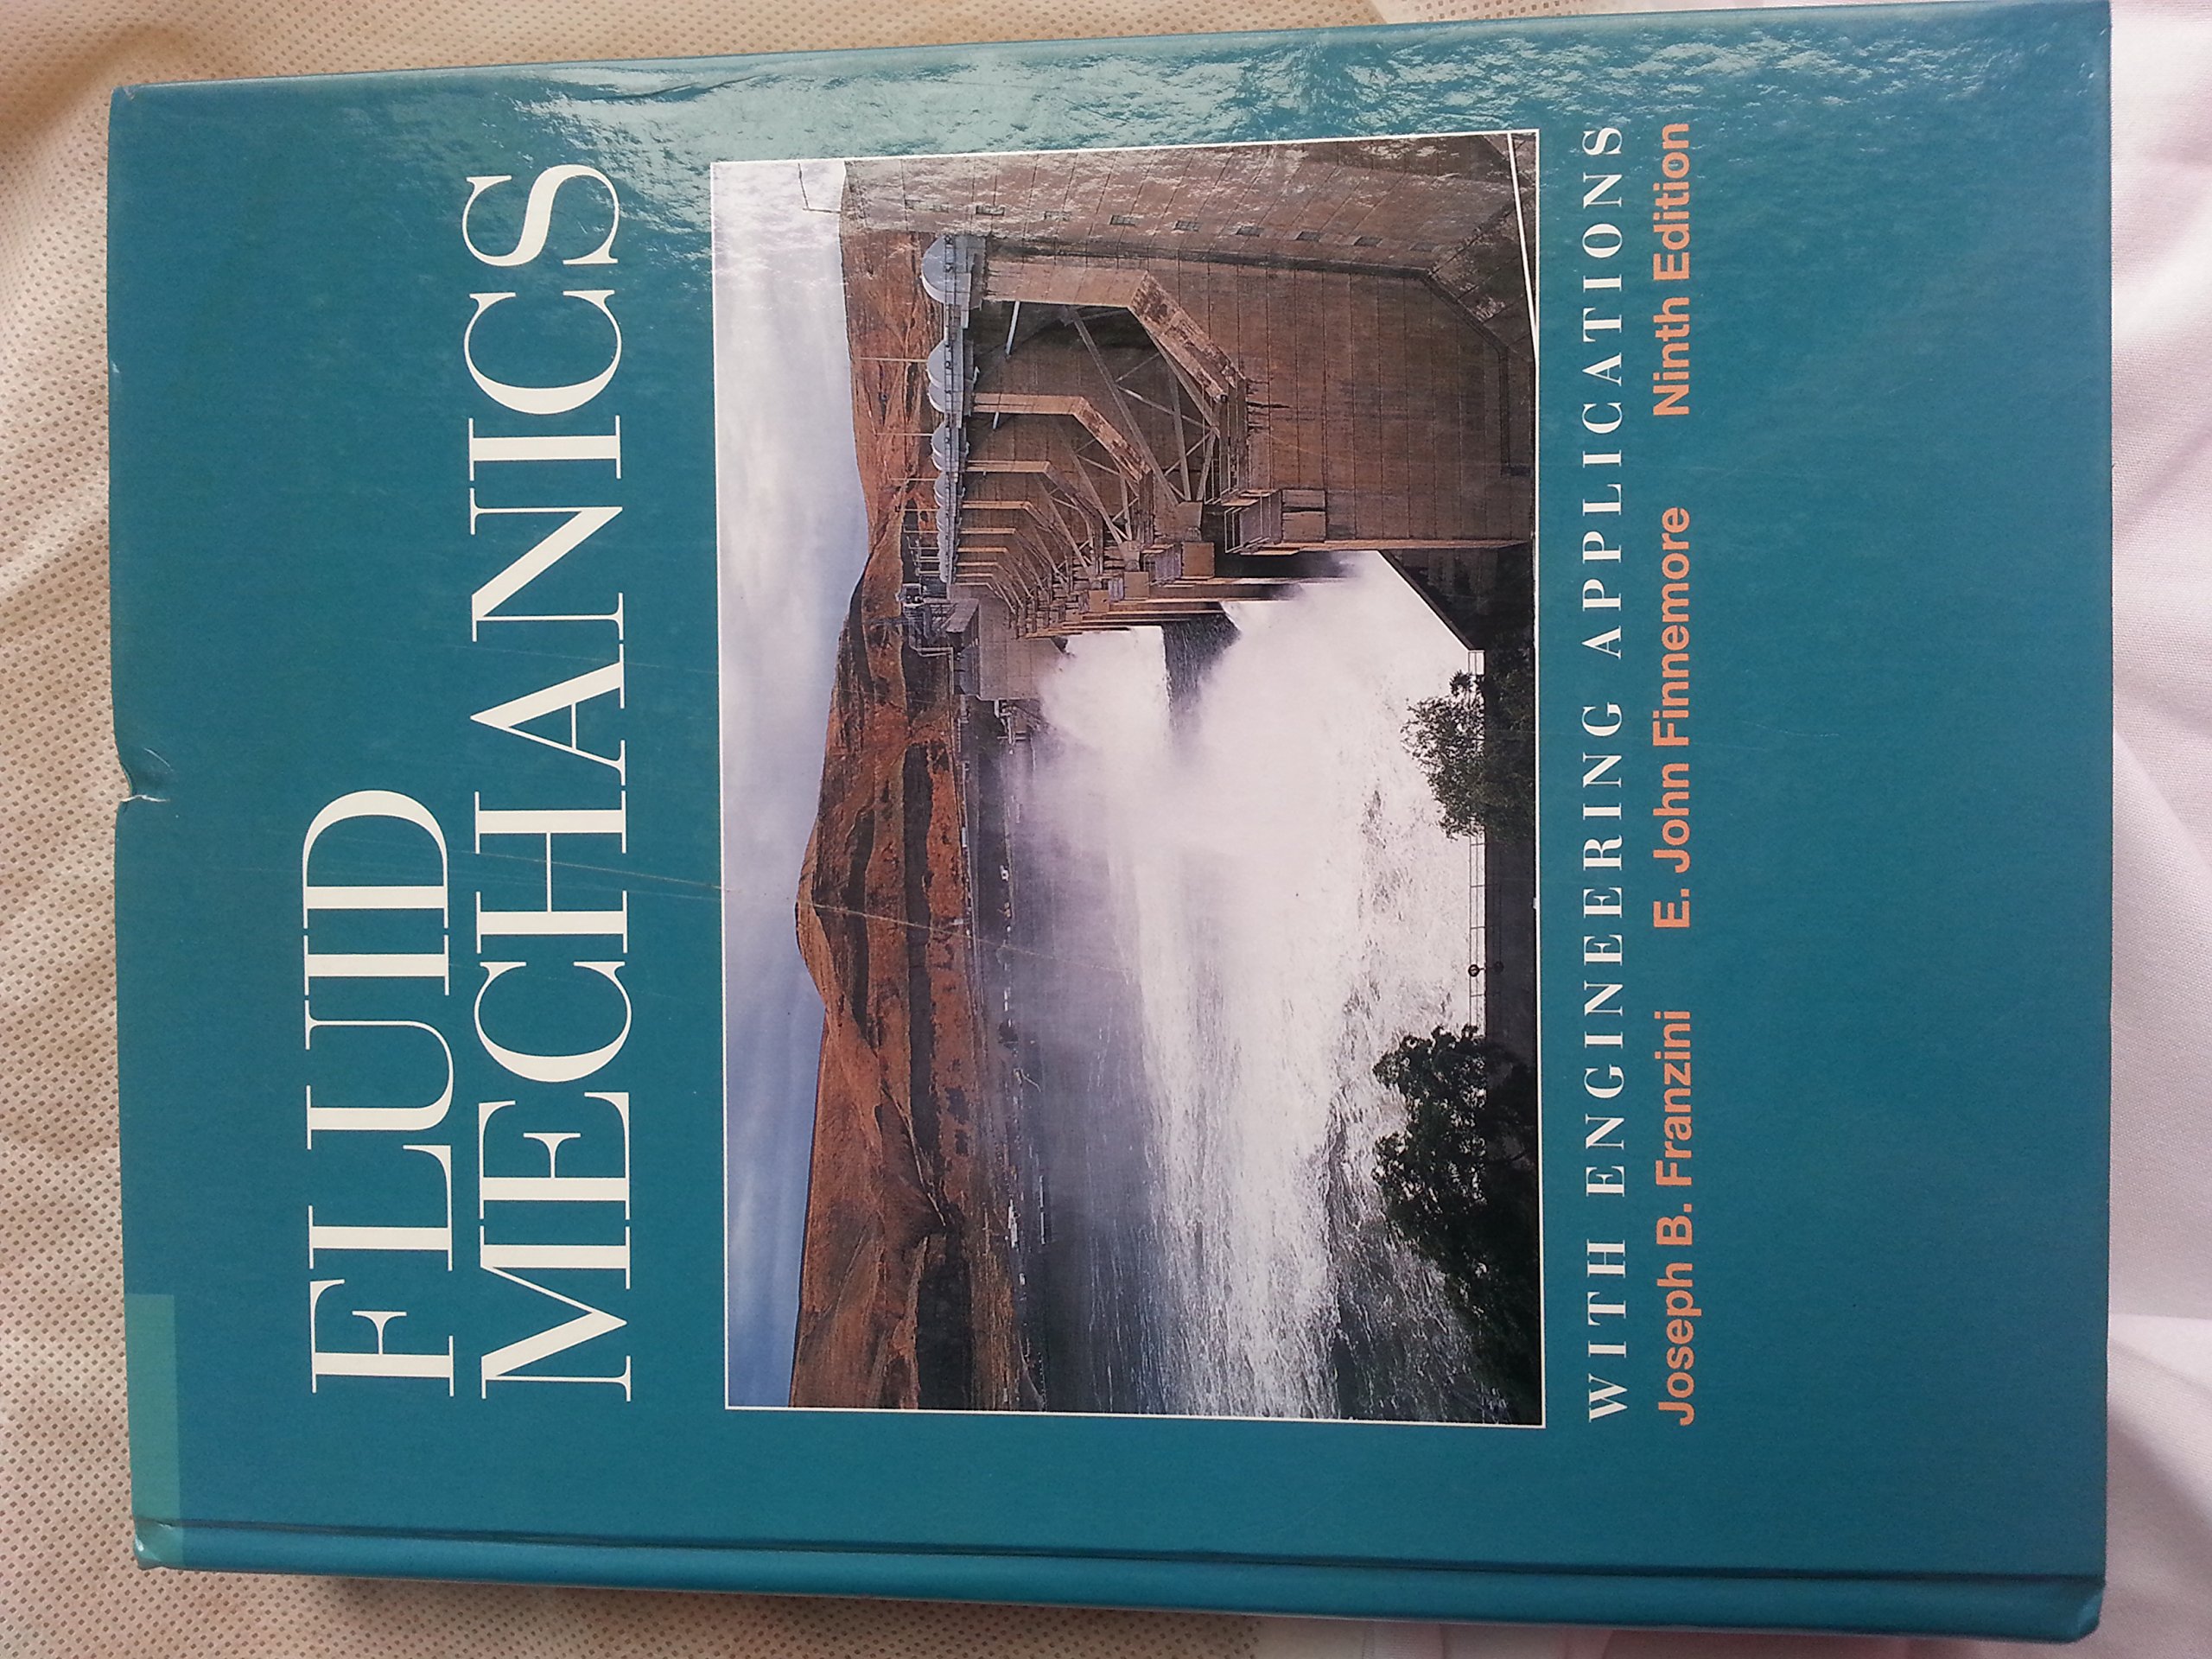 FLUID
MECHANICS
WITH ENGINEERING APPLICATIONS
Joseph B. Franzini E. John Finnemore Ninth Edition